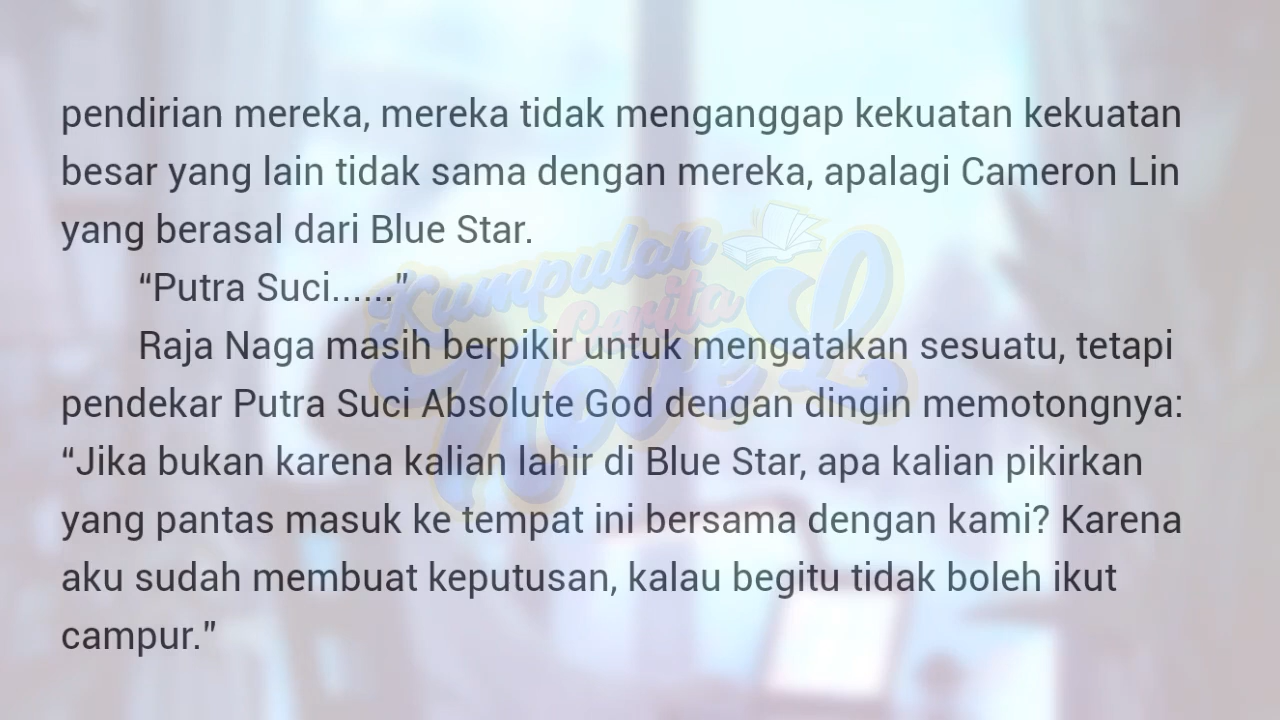 pendirian mereka, mereka tidak menganggap kekuatan kekuatan
besar yang lain tidak sama dengan mereka, apalagi Cameron Lin
yang berasal dari Blue Star.
“Putra Suci......”
Raja Naga masih berpikir untuk mengatakan sesuatu, tetapi
pendekar Putra Suci Absolute God dengan dingin memotongnya:
“Jika bukan karena kalian lahir di Blue Star, apa kalian pikirkan
yang pantas masuk ke tempat ini bersama dengan kami? Karena
aku sudah membuat keputusan, kalau begitu tidak boleh ikut
campur.”
Kumpulan
Cerita
NoveL